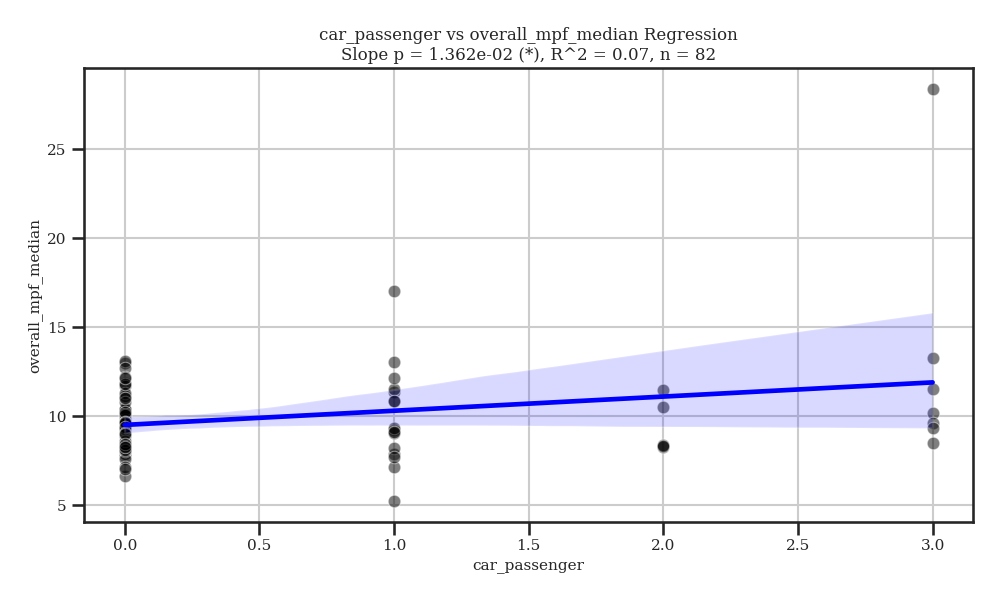 car_passenger vs overall_mpf_median Regression
Slope p = 1.362e-02 (*), R^2 = 0.07, n = 82
overall_mpf_median
25
20
15
10
5
0.0 0.5 1.0 1.5 2.0 2.5 3.0
car_passenger